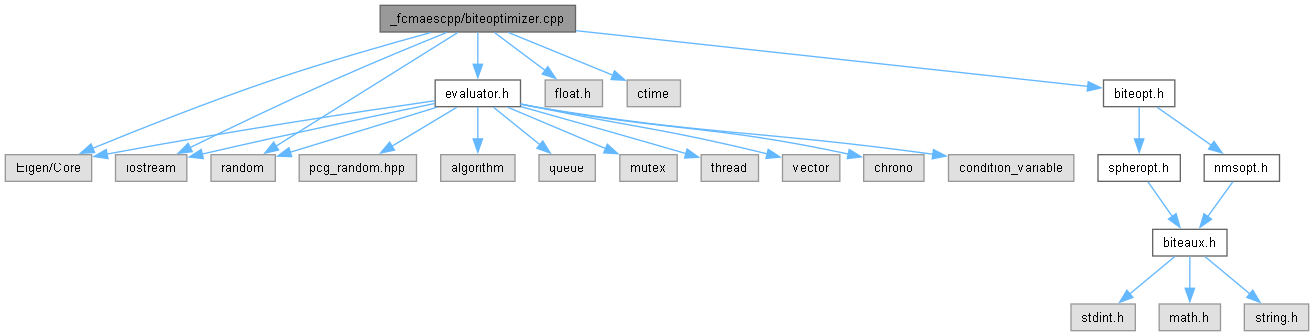 _fcmaescpp/biteoptimizer.cpp
evaluator.h
float.h
ctime
biteopt.h
Eigen/Core
iostream
random
pcg_random.hpp
algorithm
queue
mutex
thread
vector
chrono
condition_variable
spheropt.h
nmsopt.h
biteaux.h
stdint.h
math.h
string.h